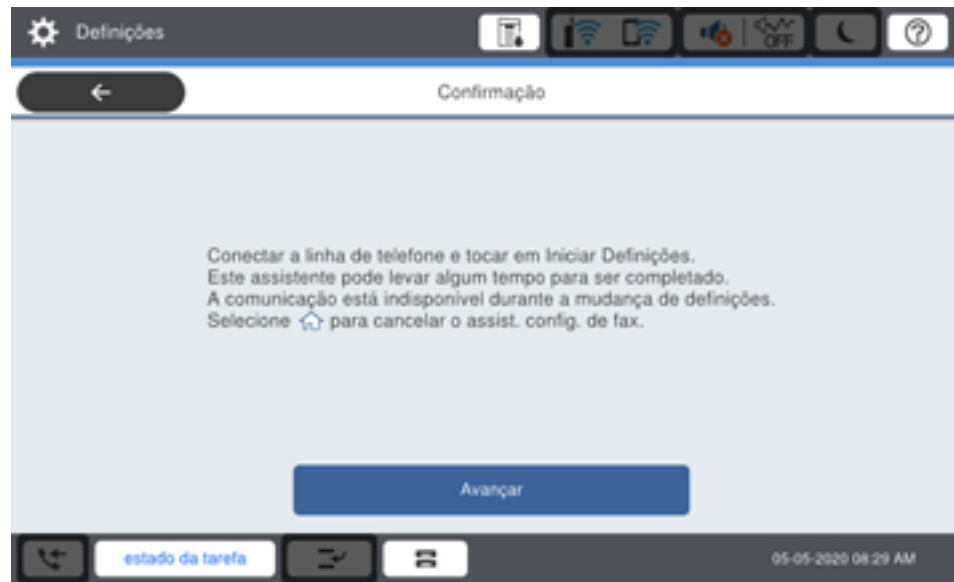 Definições
OFF
Confirmação
Conectar a linha de telefone e tocar em Iniciar Definições.
Este assistente pode levar algum tempo para ser completado.
A comunicação está indisponível durante a mudança de definições.
Selecione para cancelar o assist. config. de fax.
Avançar
estado da tarefa
05-05-2020 08:29 AM